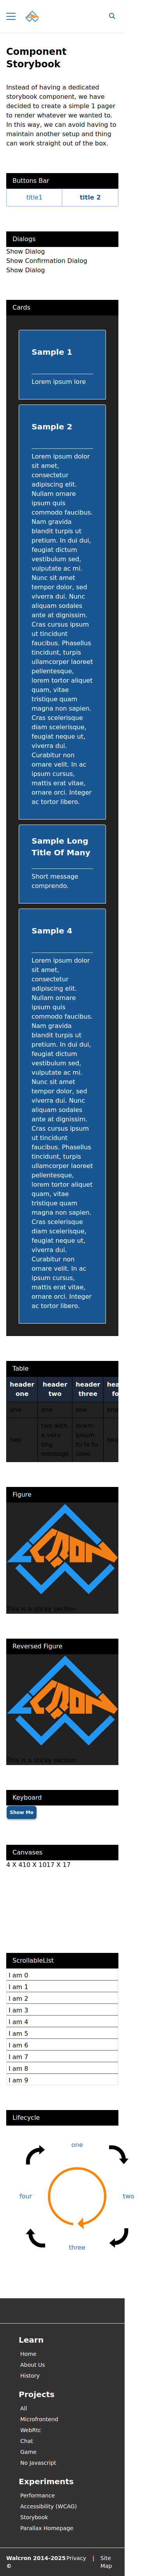 Component
Storybook
Instead of having a dedicated
storybook component, we have
decided to create a simple 1 pager
to render whatever we wanted to.
In this way, we can avoid having to
maintain another setup and thing
can work straight out of the box.
Buttons Bar
title1 title 2
Dialogs
Show Dialog
Show Confirmation Dialog
Show Dialog
Cards
Sample 1
Lorem ipsum lore
Sample 2
Lorem ipsum dolor
sit amet,
consectetur
adipiscing elit.
Nullam ornare
ipsum quis
commodo faucibus.
Nam gravida
blandit turpis ut
pretium. In dui dui,
feugiat dictum
vestibulum sed,
vulputate ac mi.
Nunc sit amet
tempor dolor, sed
viverra dui. Nunc
aliquam sodales
ante at dignissim.
Cras cursus ipsum
ut tincidunt
faucibus. Phasellus
tincidunt, turpis
ullamcorper laoreet
pellentesque,
lorem tortor aliquet
quam, vitae
tristique quam
magna non sapien.
Cras scelerisque
diam scelerisque,
feugiat neque ut,
viverra dui.
Curabitur non
ornare velit. In ac
ipsum cursus,
mattis erat vitae,
ornare orci. Integer
ac tortor libero.
Sample Long
Title Of Many
Short message
comprendo.
Sample 4
Lorem ipsum dolor
sit amet,
consectetur
adipiscing elit.
Nullam ornare
ipsum quis
commodo faucibus.
Nam gravida
blandit turpis ut
pretium. In dui dui,
feugiat dictum
vestibulum sed,
vulputate ac mi.
Nunc sit amet
tempor dolor, sed
viverra dui. Nunc
aliquam sodales
ante at dignissim.
Cras cursus ipsum
ut tincidunt
faucibus. Phasellus
tincidunt, turpis
ullamcorper laoreet
pellentesque,
lorem tortor aliquet
quam, vitae
tristique quam
magna non sapien.
Cras scelerisque
diam scelerisque,
feugiat neque ut,
viverra dui.
Curabitur non
ornare velit. In ac
ipsum cursus,
mattis erat vitae,
ornare orci. Integer
ac tortor libero.
Table
header one header two header three
one one one
two two with a very long message
Figure
This is a sticky section
Reversed Figure
This is a sticky section
Keyboard
Show Me
Canvases
4 X 410 X 1017 X 17
ScrollableList
I am 0
I am 1
I am 2
I am 3
I am 4
I am 5
I am 6
I am 7
I am 8
I am 9
Lifecycle
one
four two
three
Learn
Home
About Us
History
Projects
All
Microfrontend
WebRtc
Chat
Game
No Javascript
Experiments
Performance
Accessibility (WCAG)
Storybook
Parallax Homepage
Walcron 2014-2025 © Privacy | Site Map